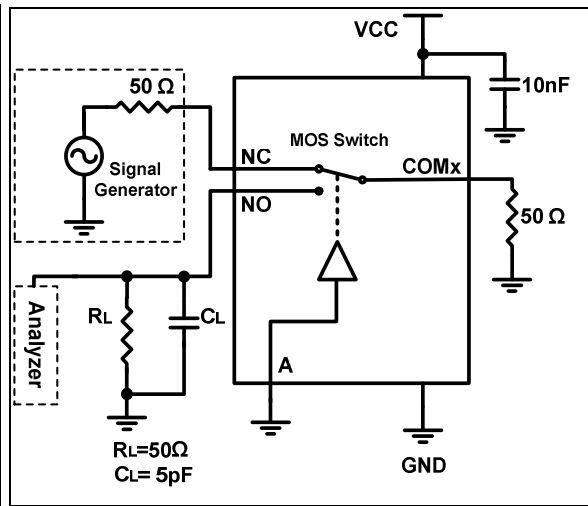 VCC
50 Ω
10nF
MOS Switch
Signal
Generator
NC
COMx
NO
50 Ω
Analyzer
RL
CL
A
RL=50Ω
CL= 5pF
GND